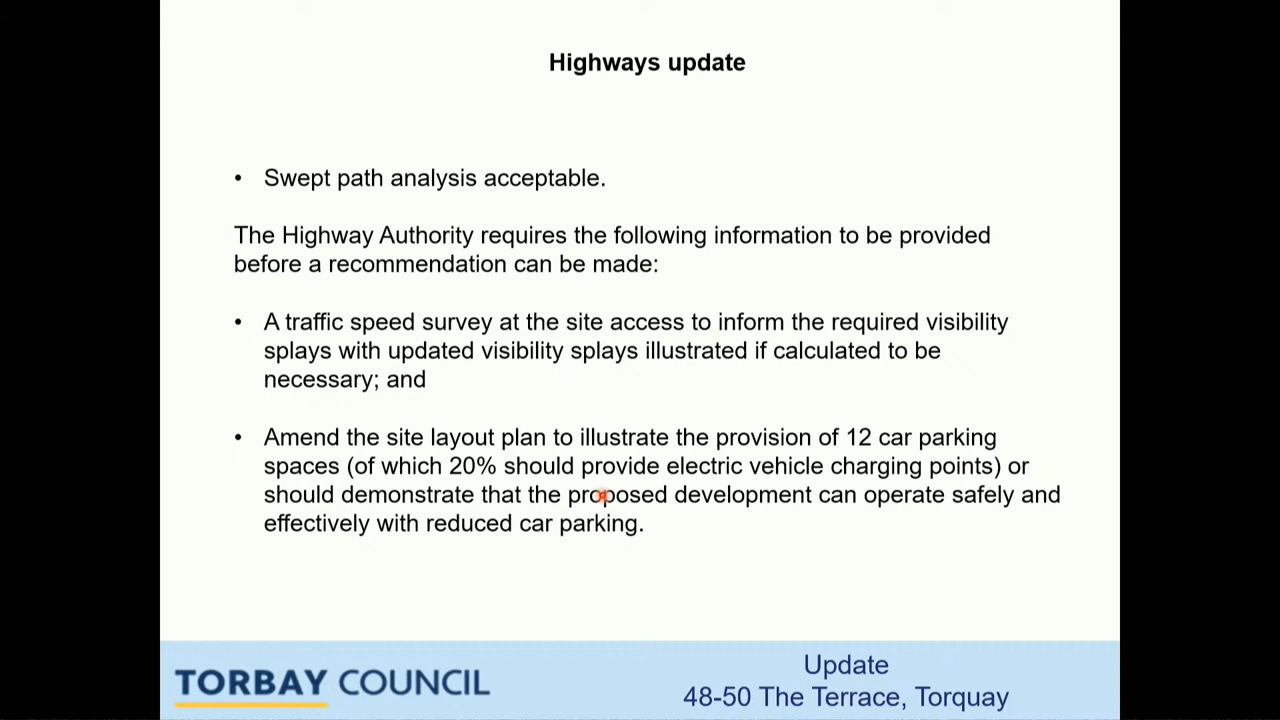 Highways update
• Swept path analysis acceptable.
The Highway Authority requires the following information to be provided
before a recommendation can be made:
• A traffic speed survey at the site access to inform the required visibility
splays with updated visibility splays illustrated if calculated to be
necessary; and
• Amend the site layout plan to illustrate the provision of 12 car parking
spaces (of which 20% should provide electric vehicle charging points) or
should demonstrate that the proposed development can operate safely and
effectively with reduced car parking.
TORBAY COUNCIL
Update
48-50 The Terrace, Torquay